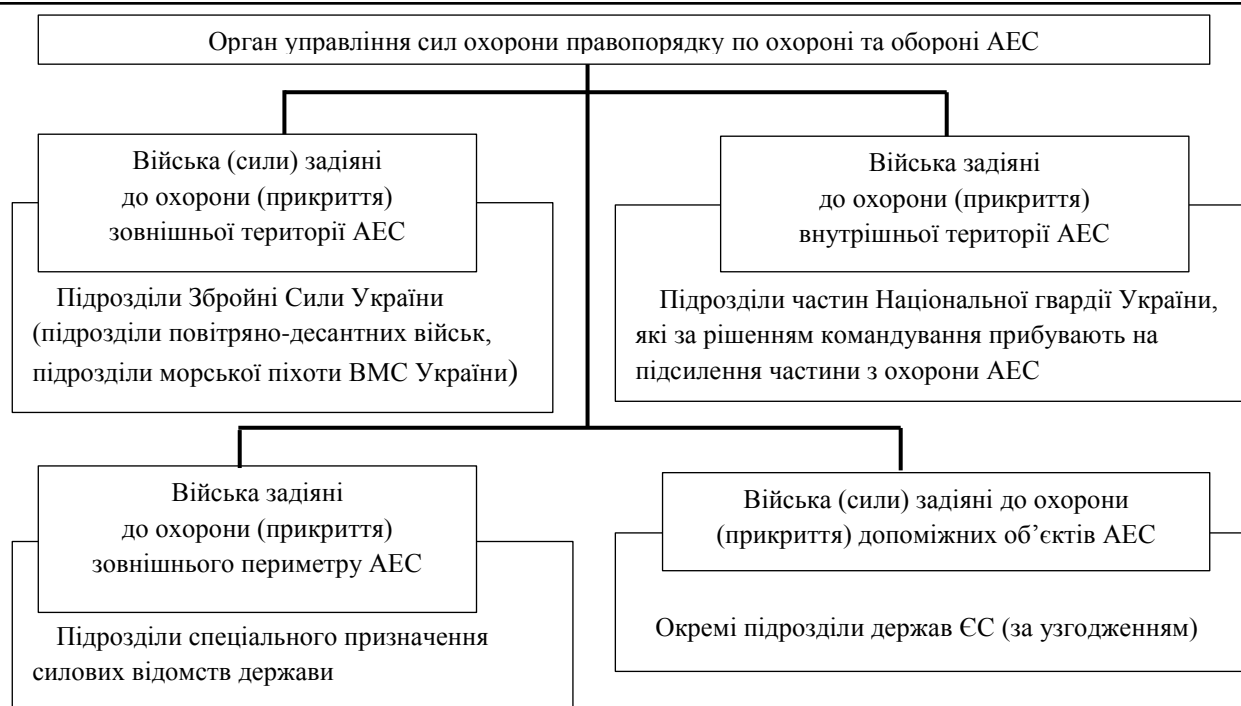 Орган управління сил охорони правопорядку по охороні та обороні АЕС
Війська (сили) задіяні
до охорони (прикриття)
зовнішньої території АЕС
Підрозділи Збройні Сили України
(підрозділи повітряно-десантних військ,
підрозділи морської піхоти ВМС України)
Війська задіяні
до охорони (прикриття)
внутрішньої території АЕС
Підрозділи частин Національної гвардії України,
які за рішенням командування прибувають на
підсилення частини з охорони АЕС
Війська задіяні
до охорони (прикриття)
зовнішнього периметру АЕС
Підрозділи спеціального призначення
силових відомств держави
Війська (сили) задіяні до охорони
(прикриття) допоміжних об’єктів АЕС
Окремі підрозділи держав ЄС (за узгодженням)